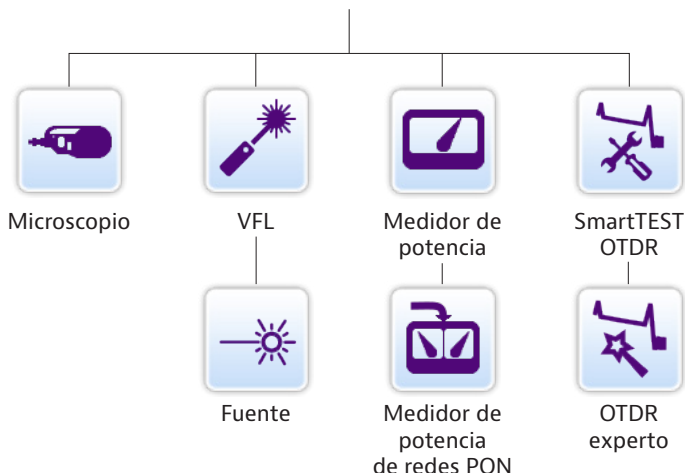 Microscopio
VFL
Medidor de
potencia
SmartTEST
OTDR
Fuente
Medidor de
potencia
de redes PON
OTDR
experto